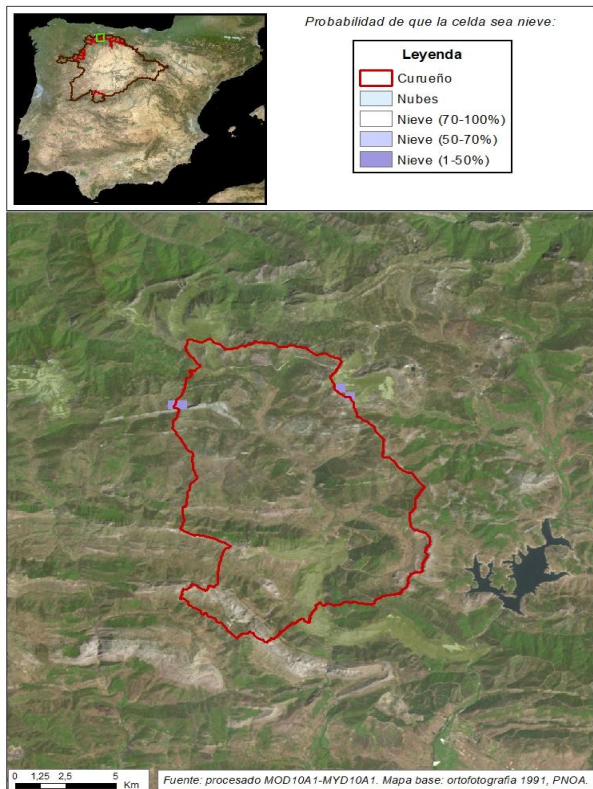 Probabilidad de que la celda sea nieve:
Leyenda
Curueño
Nubes
Nieve (70-100%)
Nieve (50-70%)
Nieve (1-50%)
0 1,25 2,5 5
Km
Fuente: procesado MOD10A1-MYD10A1. Mapa base: ortofotografia 1991, PNOA.